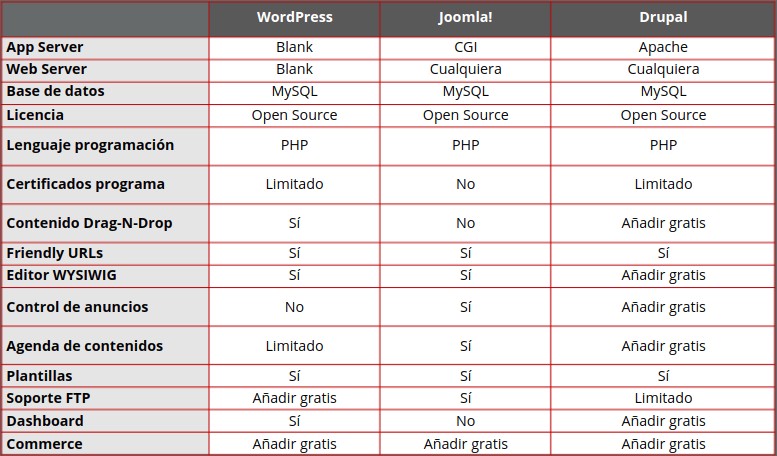 WordPress Joomla! Drupal
App Server Blank CGI Apache
Web Server Blank Cualquiera Cualquiera
Base de datos MySQL MySQL MySQL
Licencia Open Source Open Source Open Source
Lenguaje programación PHP PHP PHP
Certificados programa Limitado No Limitado
Contenido Drag-N-Drop Sí No Añadir gratis
Friendly URLs Sí Sí Sí
Editor WYSIWIG Sí Sí Añadir gratis
Control de anuncios No Sí Añadir gratis
Agenda de contenidos Limitado Sí Añadir gratis
Plantillas Sí Sí Sí
Soporte FTP Añadir gratis Sí Limitado
Dashboard Sí No Añadir gratis
Commerce Añadir gratis Añadir gratis Añadir gratis